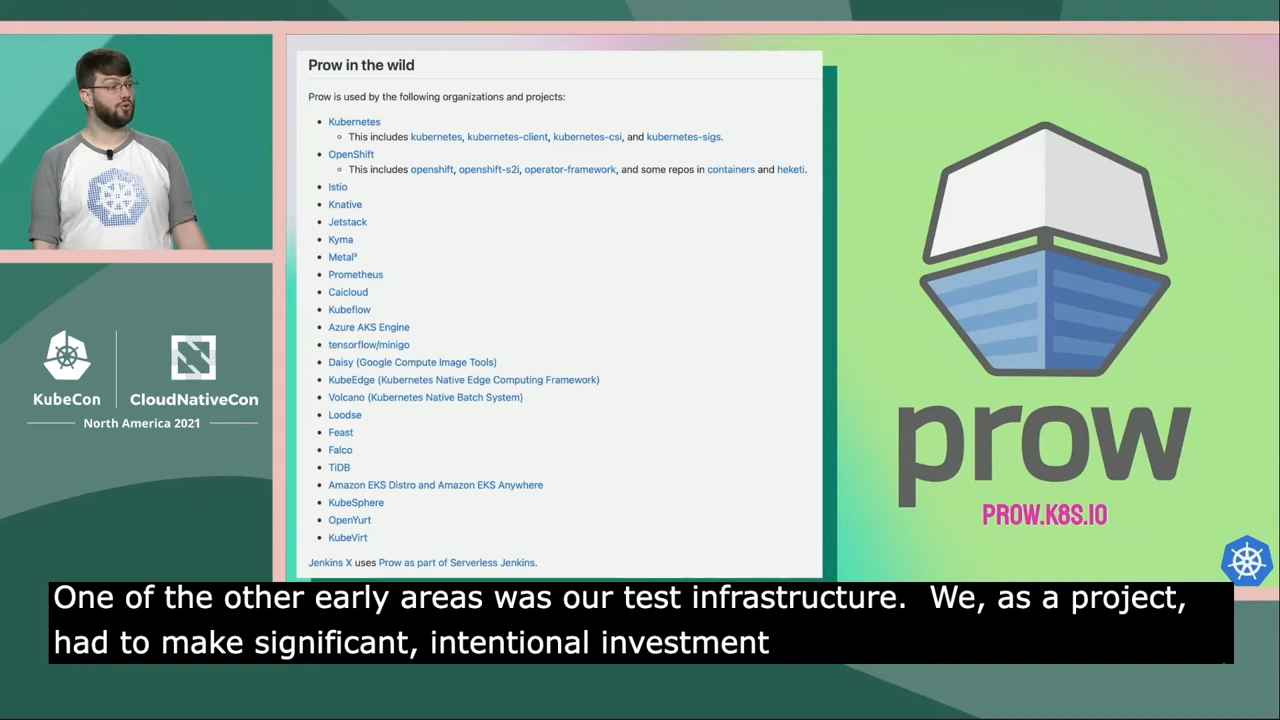 Prow in the wild
Prow is used by the following organizations and projects:
Kubernetes
This includes kubernetes, kubernetes-client, kubernetes-csi, and kubernetes-sigs.
OpenShift
This includes openshift, openshift-s2i, operator-framework, and some repos in containers and heketi.
Istio
Knative
Jetstack
Kyma
Metal³
Prometheus
Caicloud
Kubeflow
Azure AKS Engine
tensorflow/minigo
Daisy (Google Compute Image Tools)
KubeEdge (Kubernetes Native Edge Computing Framework)
Volcano (Kubernetes Native Batch System)
Loodse
Feast
Falco
TiDB
Amazon EKS Distro and Amazon EKS Anywhere
KubeSphere
OpenYurt
KubeVirt
Jenkins X uses Prow as part of Serverless Jenkins.
prow
PROW.K8S.IO
KubeCon
CloudNativeCon
North America 2021
One of the other early areas was our test infrastructure.  We, as a project,
had to make significant, intentional investment